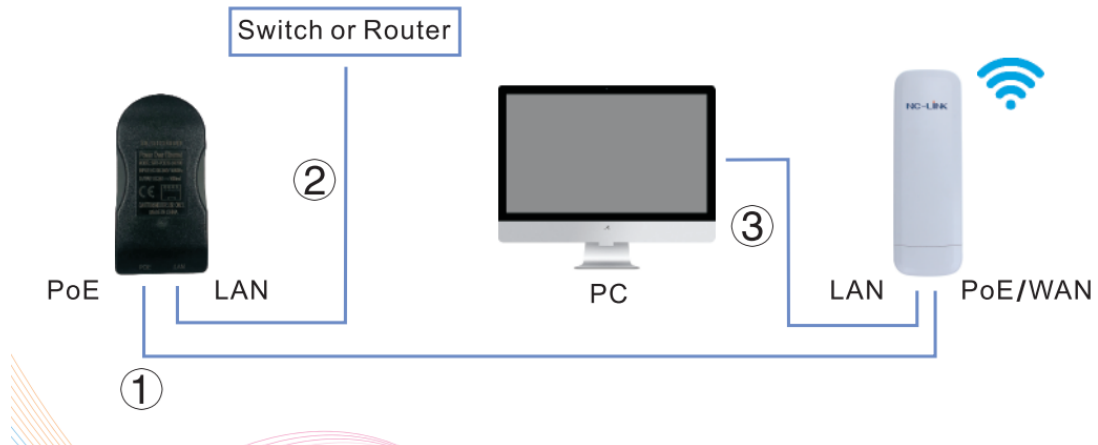 Switch or Router
NC-LINK
②
③
PoE
LAN
PC
LAN
PoE/WAN
①